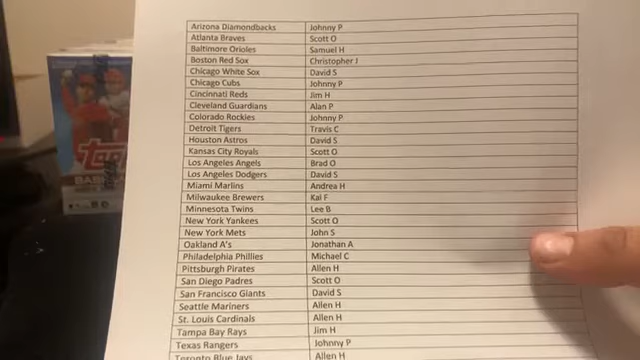 Arizona Diamondbacks Johnny P
Atlanta Braves Scott O
Baltimore Orioles Samuel H
Boston Red Sox Christopher J
Chicago White Sox David S
Chicago Cubs Johnny P
Cincinnati Reds Jim H
Cleveland Guardians Alan P
Colorado Rockies Johnny P
Detroit Tigers Travis C
Houston Astros David S
Kansas City Royals Scott O
Los Angeles Angels Brad O
Los Angeles Dodgers David S
Miami Marlins Andrea H
Milwaukee Brewers Kai F
Minnesota Twins Lee B
New York Yankees Scott O
New York Mets John S
Oakland A's Jonathan A
Philadelphia Phillies Michael C
Pittsburgh Pirates Allen H
San Diego Padres Scott O
San Francisco Giants David S
Seattle Mariners Allen H
St. Louis Cardinals Allen H
Tampa Bay Rays Jim H
Texas Rangers Johnny P
Toronto Blue Jays Allen H